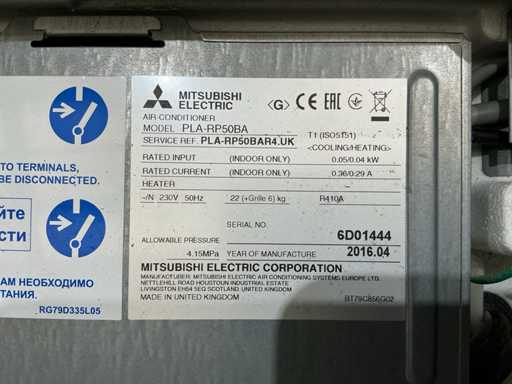 MITSUBISHI
ELECTRIC
AIR-CONDITIONER
MODEL PLA-RP50BA
SERVICE REF. PLA-RP50BAR4.UK
<G> CE EAC
T1 (ISO5151)
<COOLING/HEATING>
RATED INPUT (INDOOR ONLY) 0.05/0.04 kW
RATED CURRENT (INDOOR ONLY) 0.36/0.29 A
HEATER
~/N 230V 50Hz 22 (+Grille 6) kg R410A
SERIAL NO. 6D01444
ALLOWABLE PRESSURE
4.15MPa YEAR OF MANUFACTURE 2016.04
MITSUBISHI ELECTRIC CORPORATION
MANUFACTURER: MITSUBISHI ELECTRIC AIR CONDITIONING SYSTEMS EUROPE LTD.
NETTLEHILL ROAD HOUSTOUN INDUSTRIAL ESTATE
LIVINGSTON EH54 5EQ SCOTLAND, UNITED KINGDOM
MADE IN UNITED KINGDOM BT79C856G02
TO TERMINALS,
BE DISCONNECTED.
йте
сти
АМ НЕОБХОДИМО
ТАНИЯ.
RG79D335L05